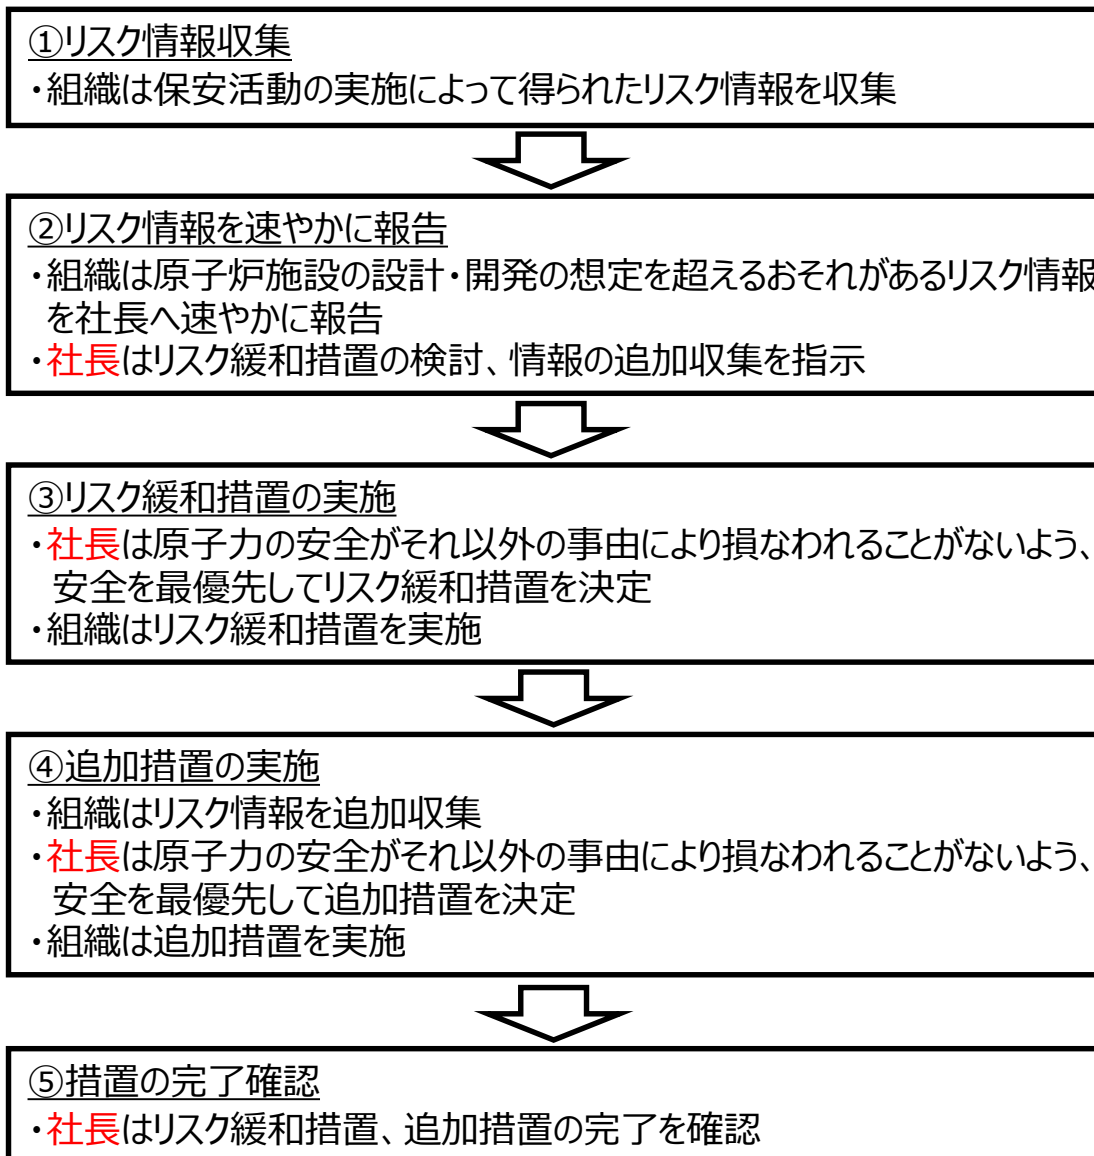 ①リスク情報収集
・組織は保安活動の実施によって得られたリスク情報を収集
②リスク情報を速やかに報告
・組織は原子炉施設の設計・開発の想定を超えるおそれがあるリスク情報
を社長へ速やかに報告
・社長はリスク緩和措置の検討、情報の追加収集を指示
③リスク緩和措置の実施
・社長は原子力の安全がそれ以外の事由により損なわれることがないよう、
安全を最優先してリスク緩和措置を決定
・組織はリスク緩和措置を実施
④追加措置の実施
・組織はリスク情報を追加収集
・社長は原子力の安全がそれ以外の事由により損なわれることがないよう、
安全を最優先して追加措置を決定
・組織は追加措置を実施
⑤措置の完了確認
・社長はリスク緩和措置、追加措置の完了を確認